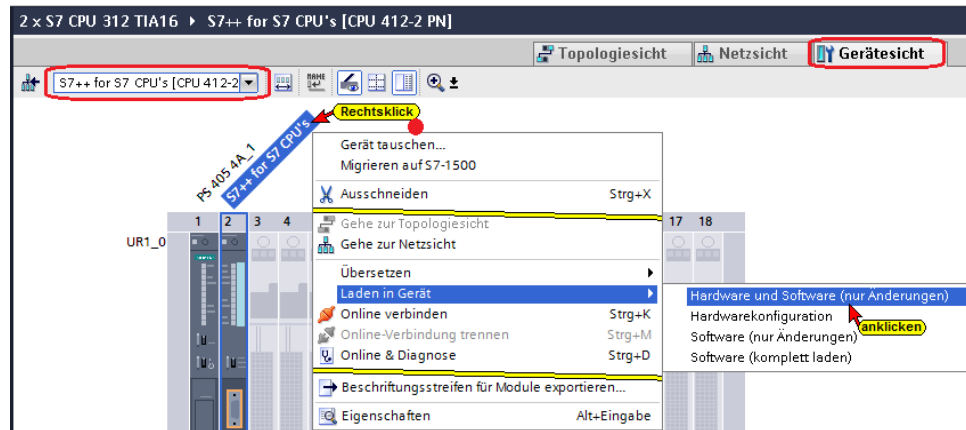 2 x S7 CPU 312 TIA16 ▸ S7++ for S7 CPU's [CPU 412-2 PN]
Topologiesicht Netzsicht Gerätesicht
S7++ for S7 CPU's [CPU 412-2
Rechtsklick
PS 405 4A_1
S7++ for S7 CPU's
Gerät tauschen...
Migrieren auf S7-1500
Ausschneiden Strg+X
1 2 3 4 17 18
UR1_0
Gehe zur Topologiesicht
Gehe zur Netzsicht
Übersetzen
Laden in Gerät
Online verbinden Strg+K
Online-Verbindung trennen Strg+M
Online & Diagnose Strg+D
Beschriftungsstreifen für Module exportieren...
Eigenschaften Alt+Eingabe
Hardware und Software (nur Änderungen)
Hardwarekonfiguration
anklicken
Software (nur Änderungen)
Software (komplett laden)